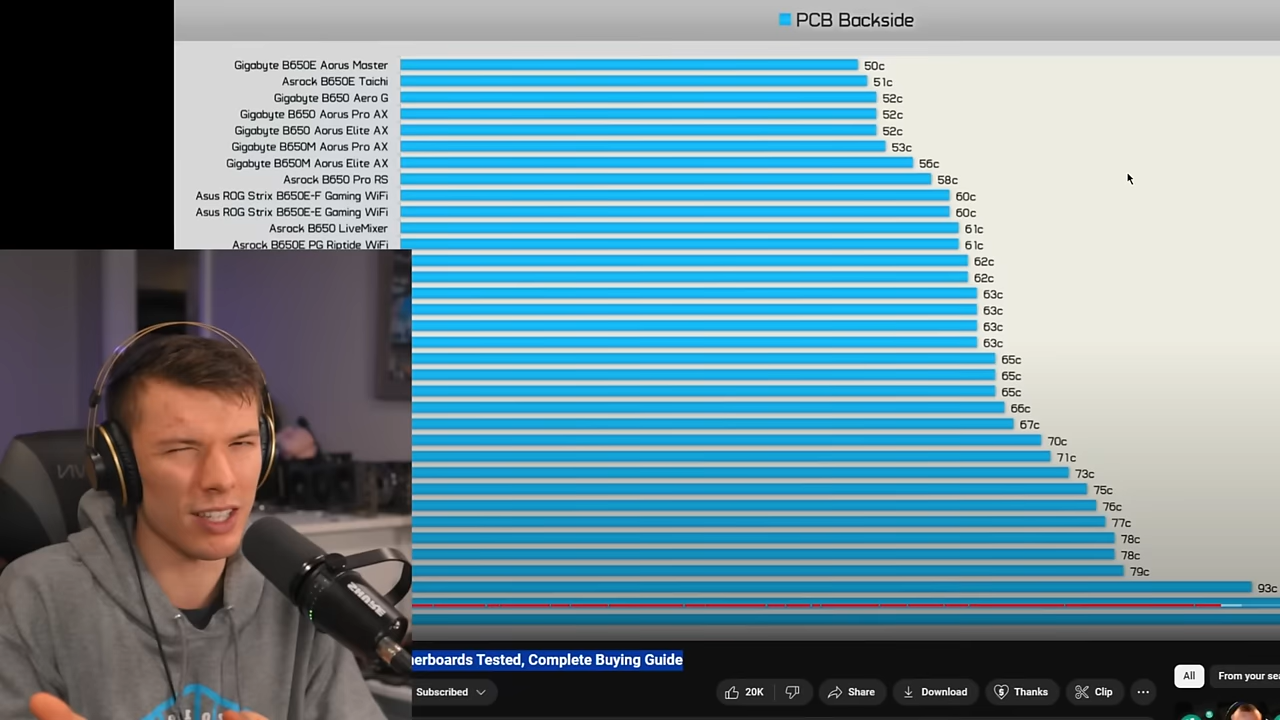 PCB Backside
Gigabyte B650E Aorus Master 50c
Asrock B650E Taichi 51c
Gigabyte B650 Aero G 52c
Gigabyte B650 Aorus Pro AX 52c
Gigabyte B650 Aorus Elite AX 52c
Gigabyte B650M Aorus Pro AX 53c
Gigabyte B650M Aorus Elite AX 56c
Asrock B650 Pro RS 58c
Asus ROG Strix B650E-F Gaming WiFi 60c
Asus ROG Strix B650E-E Gaming WiFi 60c
Asrock B650 LiveMixer 61c
Asrock B650E PG Riptide WiFi 61c
62c
62c
63c
63c
63c
63c
65c
65c
65c
66c
67c
70c
71c
73c
75c
76c
77c
78c
78c
79c
93c
SHURE
erboards Tested, Complete Buying Guide
Subscribed 20K Share Download Thanks Clip ...
All From your sea